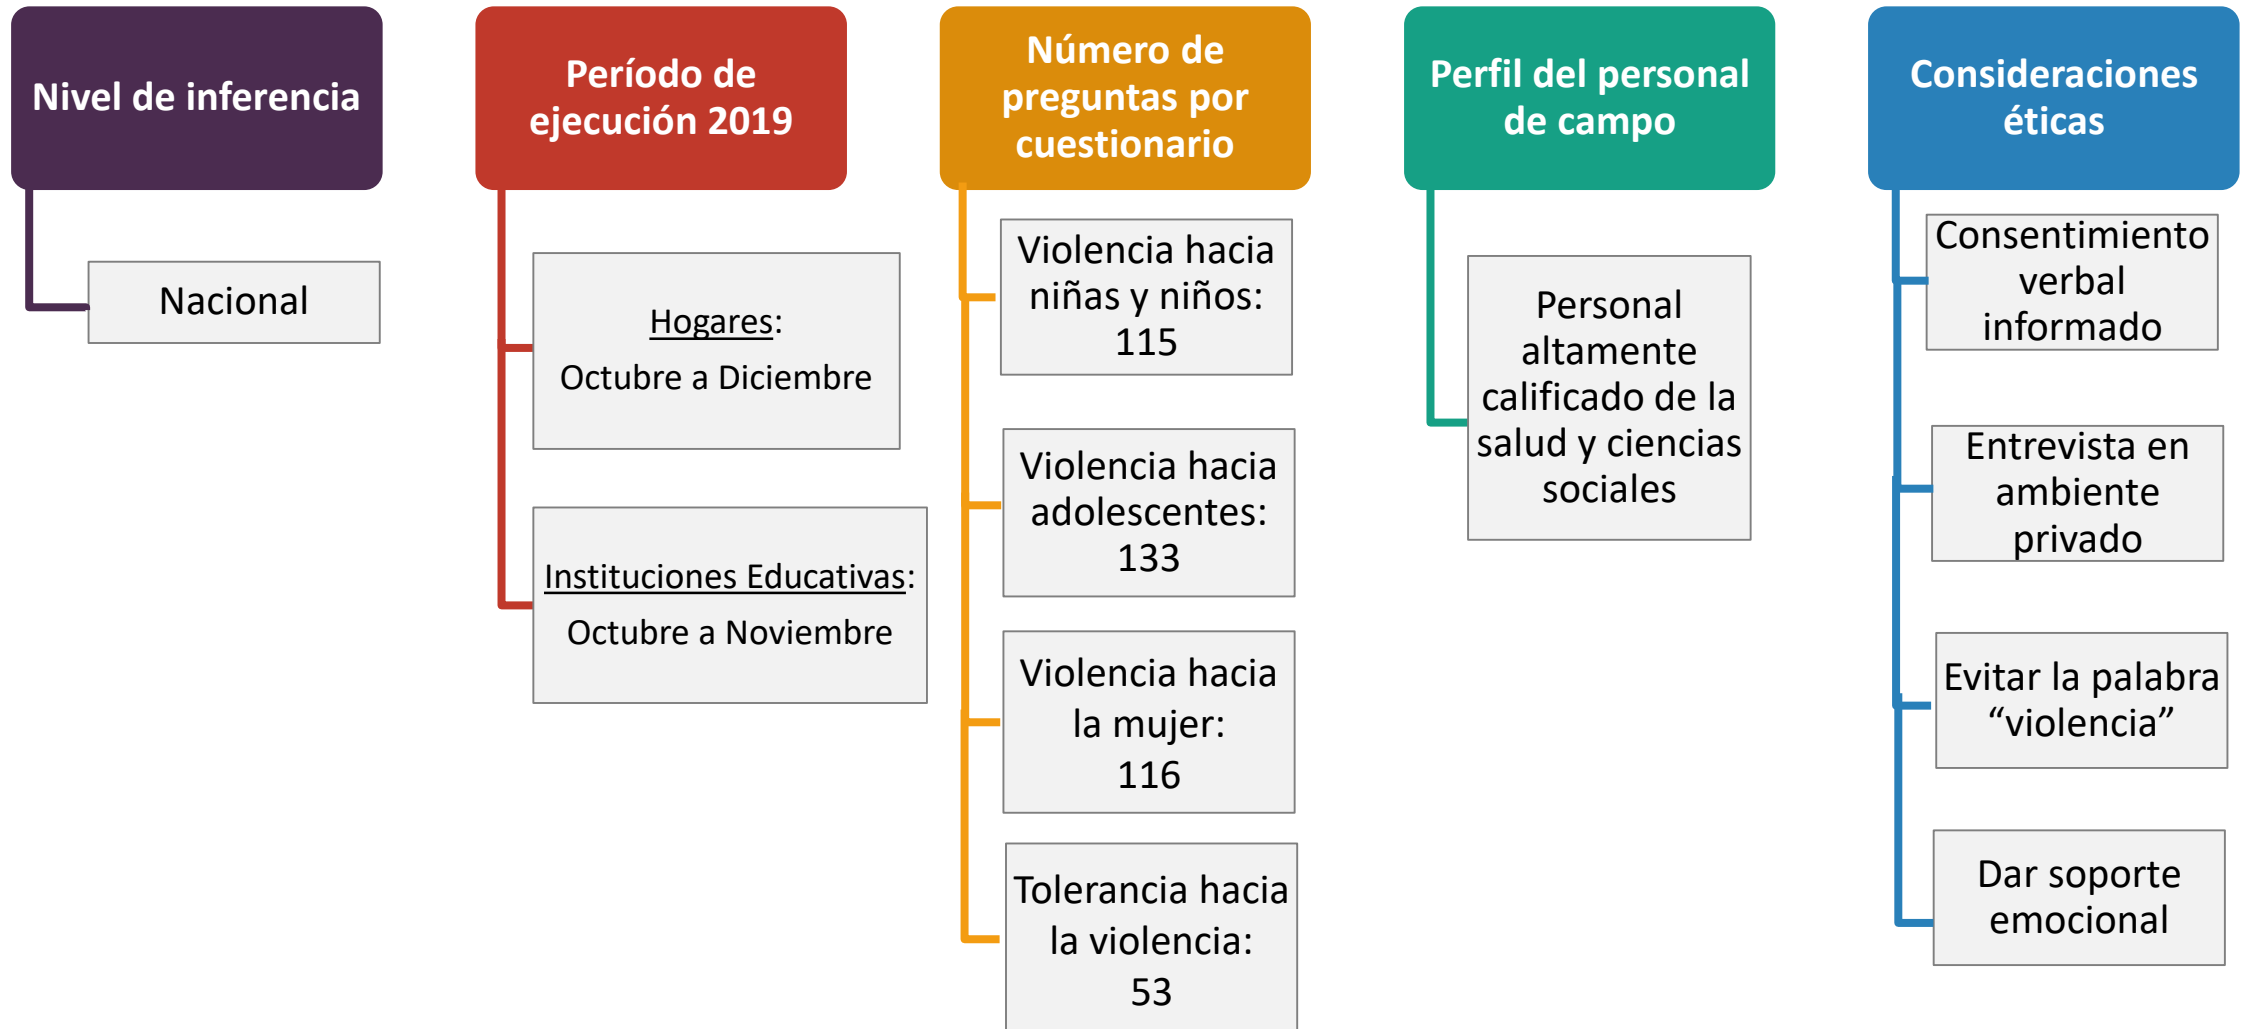 Nivel de inferencia
Nacional
Período de
ejecución 2019
Hogares:
Octubre a Diciembre
Instituciones Educativas:
Octubre a Noviembre
Número de
preguntas por
cuestionario
Violencia hacia
niñas y niños:
115
Violencia hacia
adolescentes:
133
Violencia hacia
la mujer:
116
Tolerancia hacia
la violencia:
53
Perfil del personal
de campo
Personal
altamente
calificado de la
salud y ciencias
sociales
Consideraciones
éticas
Consentimiento
verbal
informado
Entrevista en
ambiente
privado
Evitar la palabra
“violencia”
Dar soporte
emocional